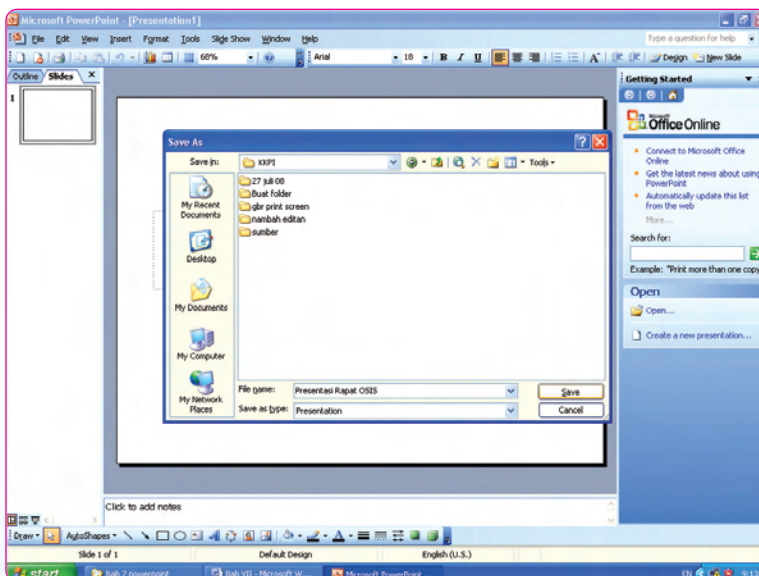 Microsoft PowerPoint - [Presentation1]
File Edit View Insert Format Tools Slide Show Window Help
Type a question for help
68% Arial 18 B I U Design New Slide
Outline Slides
Getting Started
1
Microsoft
Office Online
Connect to Microsoft Office
Online
Get the latest news about using
PowerPoint
Automatically update this list
from the web
More...
Search for:
Example: "Print more than one copy
Open
Open...
Create a new presentation...
Save As
Save in: KKPI Tools
My Recent
Documents
Desktop
My Documents
My Computer
My Network
Places
27 juli 08
Buat folder
gbr print screen
nambah editan
sumber
File name: Presentasi Rapat OSIS Save
Save as type: Presentation Cancel
Click to add notes
Draw AutoShapes
Slide 1 of 1 Default Design English (U.S.)
start bab 7 powerpoint Bab VII - Microsoft W... Microsoft PowerPoint ... EN